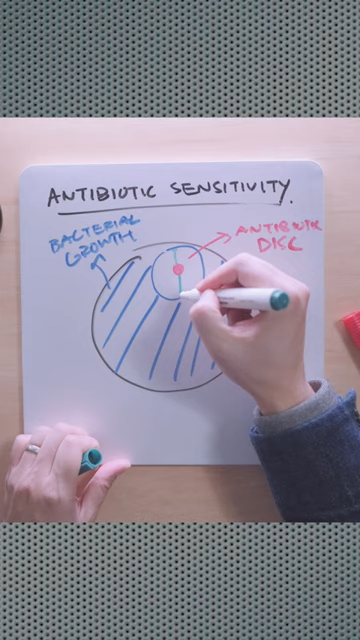 ANTIBIOTIC SENSITIVITY.
BACTERIAL
GROWTH
ANTIBIOTIC
DISC